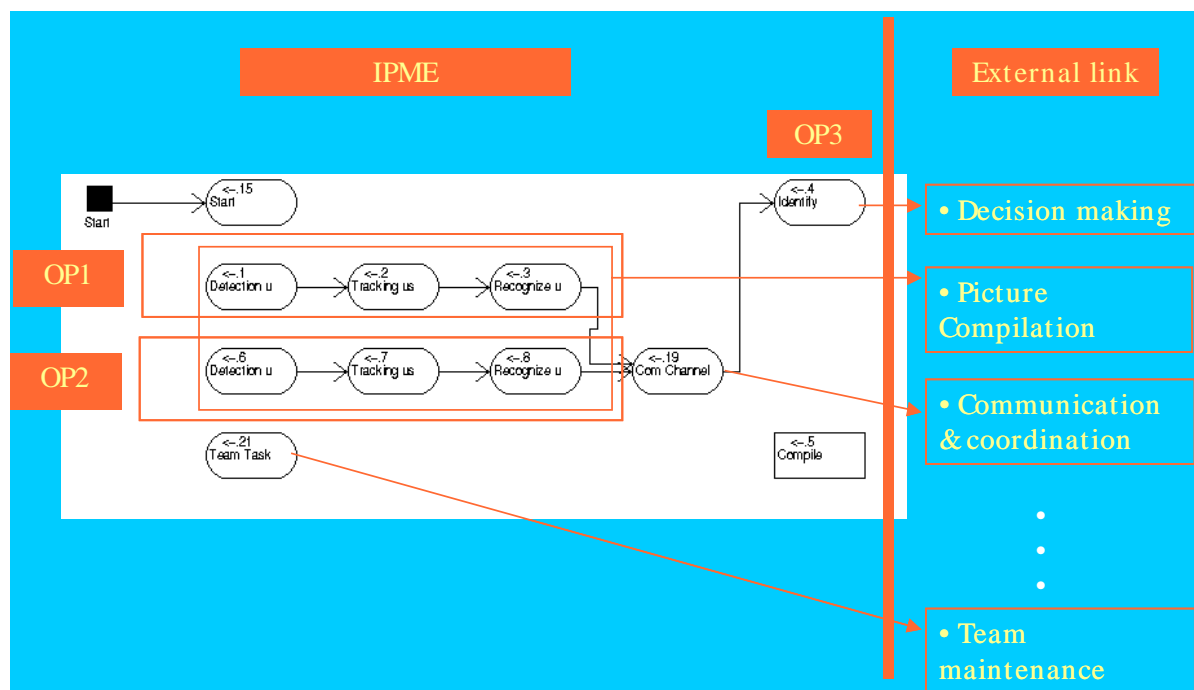 IPME
External link
OP3
<-.15
Start
Start
<-.4
Identity
• Decision making
OP1
<-.1
Detection u
<-.2
Tracking us
<-.3
Recognize u
• Picture
Compilation
OP2
<-.6
Detection u
<-.7
Tracking us
<-.8
Recognize u
<-.19
Com Channel
• Communication
& coordination
<-.21
Team Task
<-.5
Compile
•
•
•
• Team
maintenance